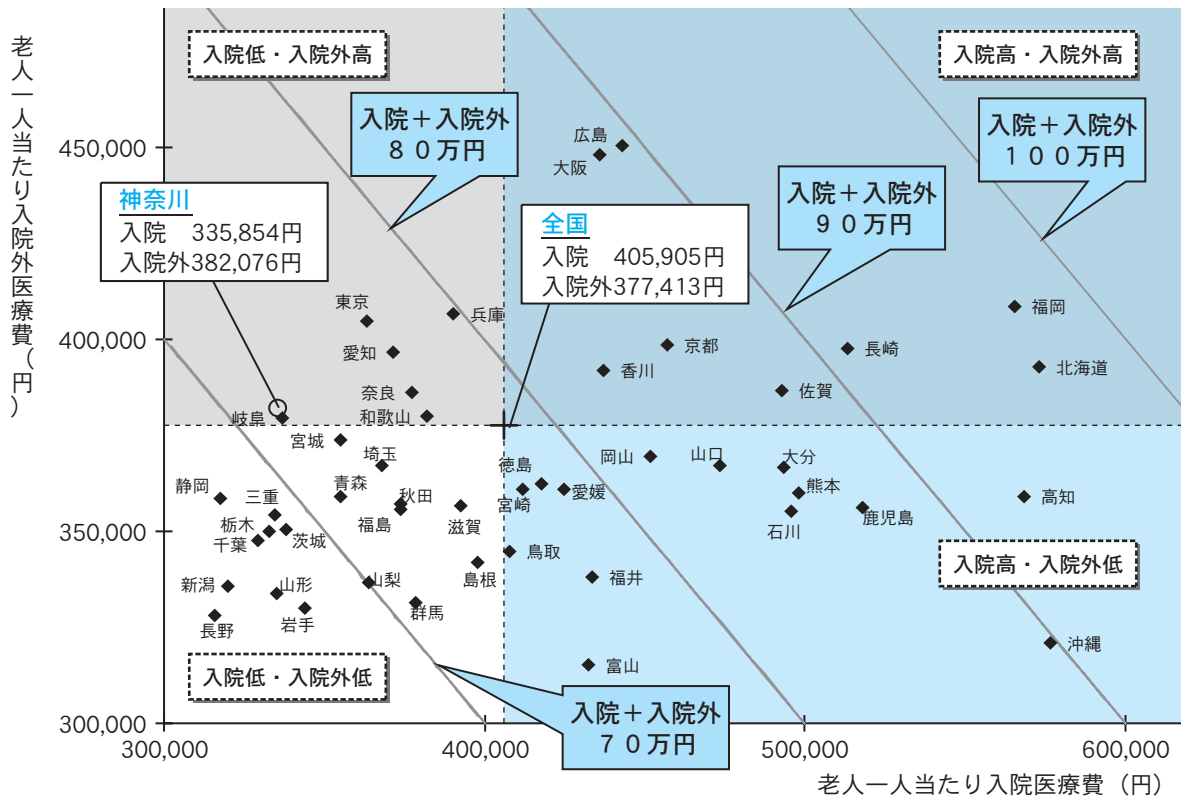 老人一人当たり入院外医療費(円)
入院低・入院外高
入院高・入院外高
入院+入院外
80万円
入院+入院外
100万円
入院+入院外
90万円
神奈川
入院 335,854円
入院外382,076円
全国
入院 405,905円
入院外377,413円
450,000
400,000
350,000
300,000
広島
大阪
東京
兵庫
愛知
京都
長崎
福岡
北海道
香川
佐賀
奈良
岐阜
和歌山
宮城
埼玉
岡山
山口
大分
静岡
三重
青森
秋田
徳島
宮崎
愛媛
熊本
高知
栃木
千葉
茨城
福島
滋賀
石川
鹿児島
鳥取
島根
福井
新潟
山形
山梨
長野
岩手
群馬
富山
沖縄
入院高・入院外低
入院低・入院外低
入院+入院外
70万円
300,000
400,000
500,000
600,000
老人一人当たり入院医療費(円)